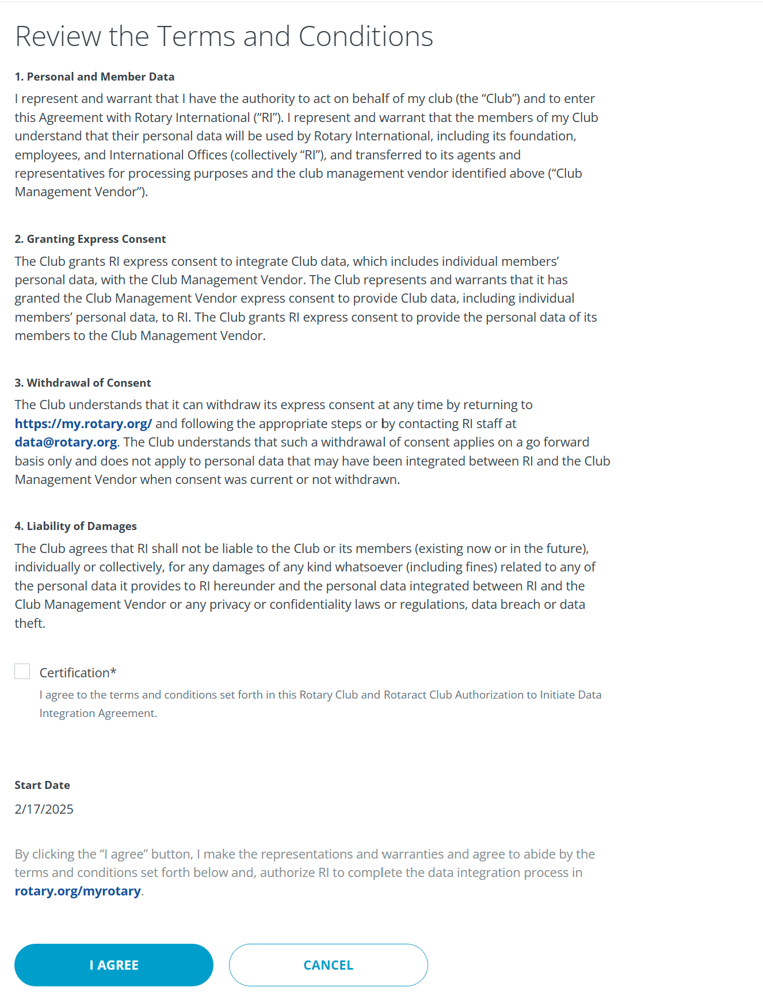 Review the Terms and Conditions
1. Personal and Member Data
I represent and warrant that I have the authority to act on behalf of my club (the “Club”) and to enter
this Agreement with Rotary International (“RI”). I represent and warrant that the members of my Club
understand that their personal data will be used by Rotary International, including its foundation,
employees, and International Offices (collectively “RI”), and transferred to its agents and
representatives for processing purposes and the club management vendor identified above (“Club
Management Vendor”).
2. Granting Express Consent
The Club grants RI express consent to integrate Club data, which includes individual members’
personal data, with the Club Management Vendor. The Club represents and warrants that it has
granted the Club Management Vendor express consent to provide Club data, including individual
members’ personal data, to RI. The Club grants RI express consent to provide the personal data of its
members to the Club Management Vendor.
3. Withdrawal of Consent
The Club understands that it can withdraw its express consent at any time by returning to
https://my.rotary.org/ and following the appropriate steps or by contacting RI staff at
data@rotary.org. The Club understands that such a withdrawal of consent applies on a go forward
basis only and does not apply to personal data that may have been integrated between RI and the Club
Management Vendor when consent was current or not withdrawn.
4. Liability of Damages
The Club agrees that RI shall not be liable to the Club or its members (existing now or in the future),
individually or collectively, for any damages of any kind whatsoever (including fines) related to any of
the personal data it provides to RI hereunder and the personal data integrated between RI and the
Club Management Vendor or any privacy or confidentiality laws or regulations, data breach or data
theft.
Certification*
I agree to the terms and conditions set forth in this Rotary Club and Rotaract Club Authorization to Initiate Data
Integration Agreement.
Start Date
2/17/2025
By clicking the “I agree” button, I make the representations and warranties and agree to abide by the
terms and conditions set forth below and, authorize RI to complete the data integration process in
rotary.org/myrotary.
I AGREE
CANCEL